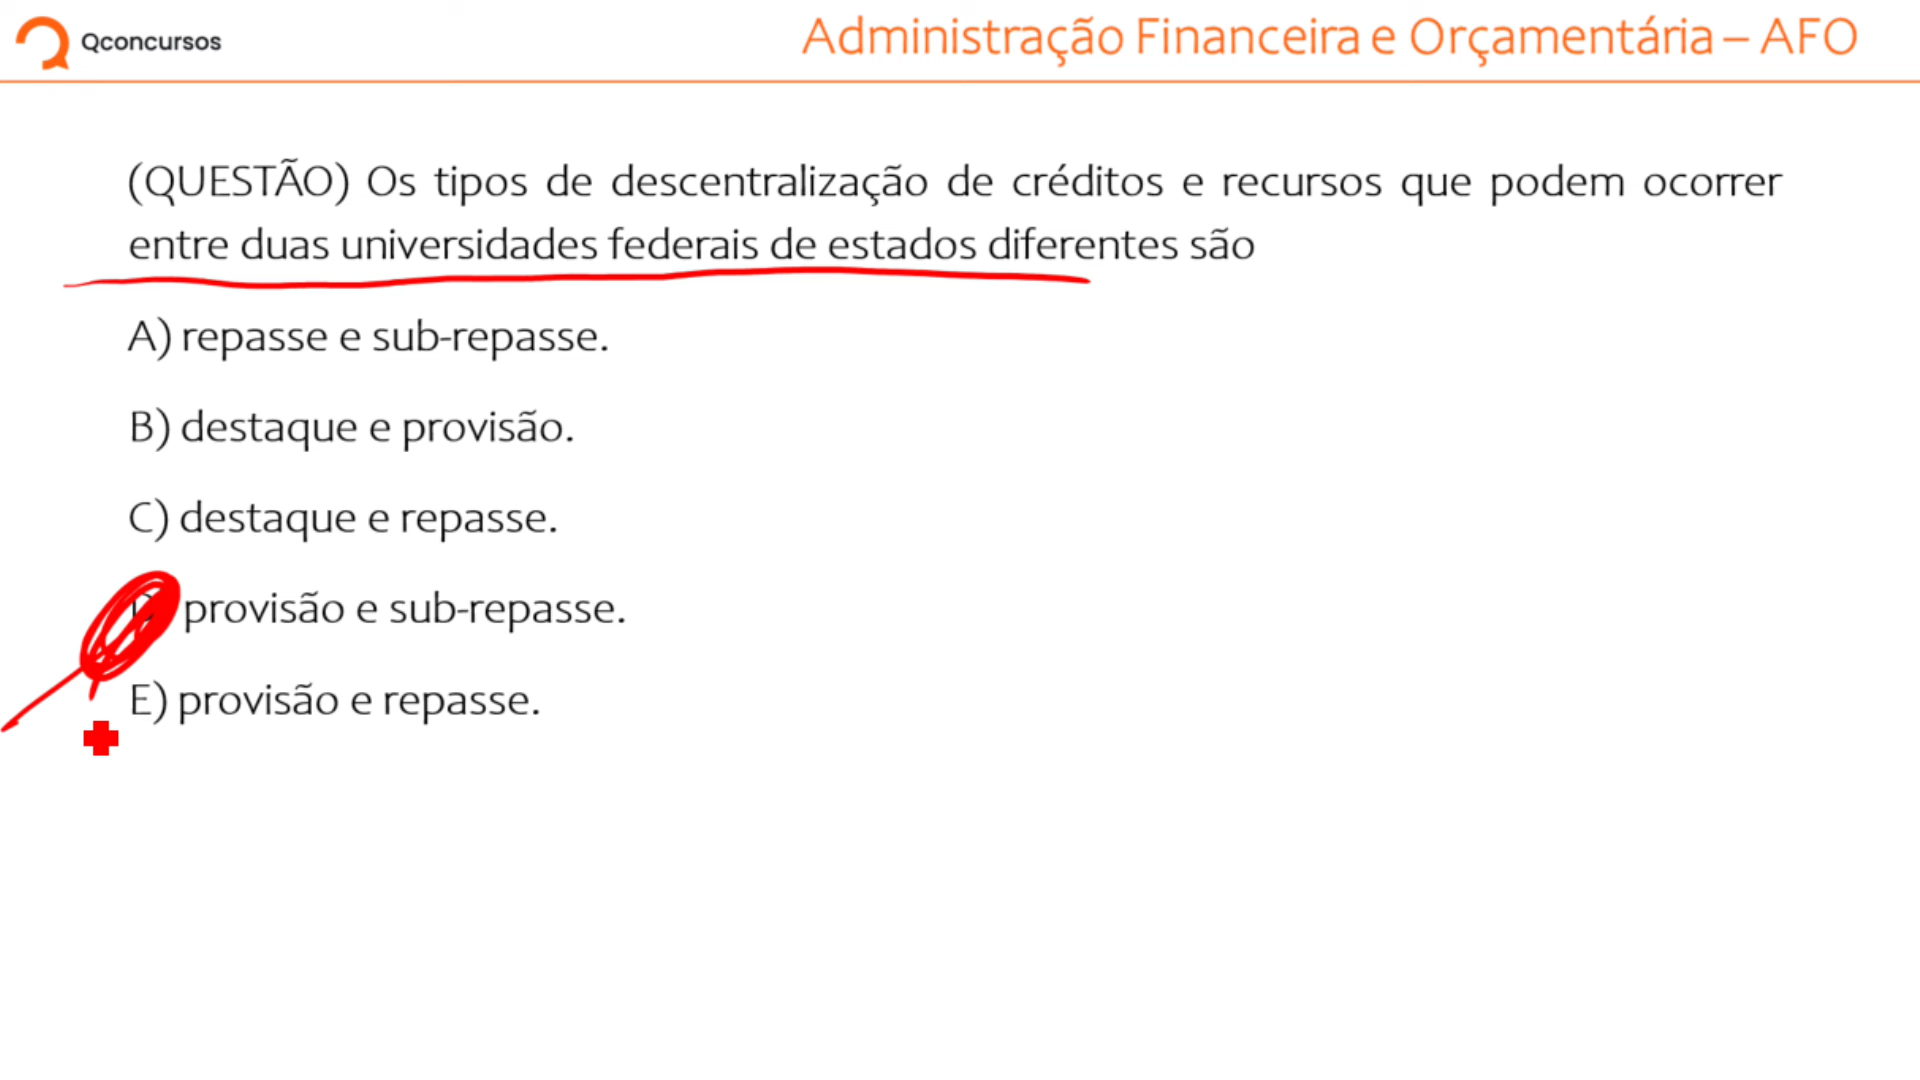 Qconcursos
Administração Financeira e Orçamentária – AFO
(QUESTÃO) Os tipos de descentralização de créditos e recursos que podem ocorrer
entre duas universidades federais de estados diferentes são
A) repasse e sub-repasse.
B) destaque e provisão.
C) destaque e repasse.
provisão e sub-repasse.
E) provisão e repasse.